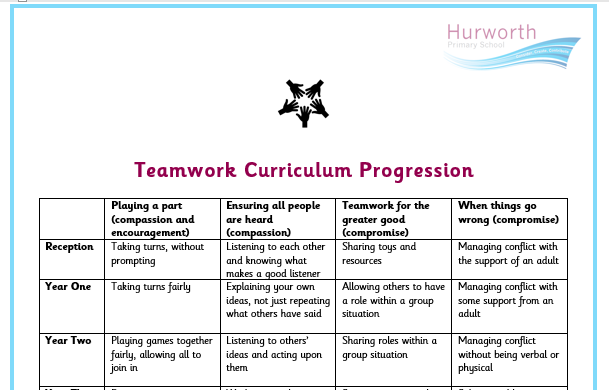 Hurworth
Primary School
Teamwork Curriculum Progression
Playing a part
(compassion and
encouragement)
Ensuring all people
are heard
(compassion)
Teamwork for the
greater good
(compromise)
When things go
wrong (compromise)
Reception
Taking turns, without
prompting
Listening to each other
and knowing what
makes a good listener
Sharing toys and
resources
Managing conflict with
the support of an adult
Year One
Taking turns fairly
Explaining your own
ideas, not just repeating
what others have said
Allowing others to have
a role within a group
situation
Managing conflict with
some support from an
adult
Year Two
Playing games together
fairly, allowing all to
join in
Listening to others'
ideas and acting upon
them
Sharing roles within a
group situation
Managing conflict
without being verbal or
physical